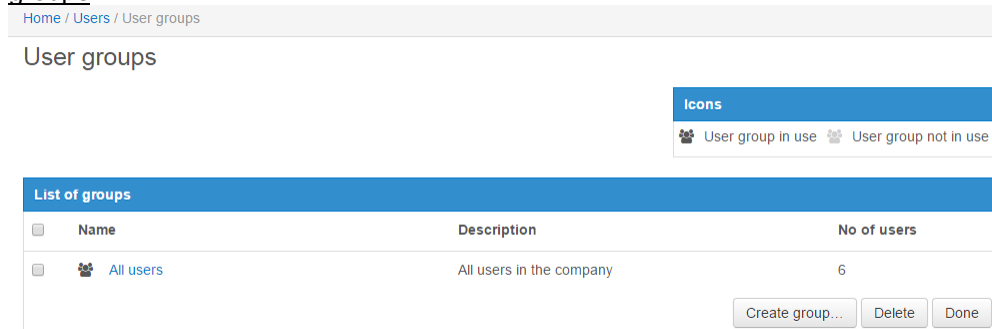 Home / Users / User groups
User groups
Icons
User group in use User group not in use
List of groups
Name Description No of users
All users All users in the company 6
Create group... Delete Done